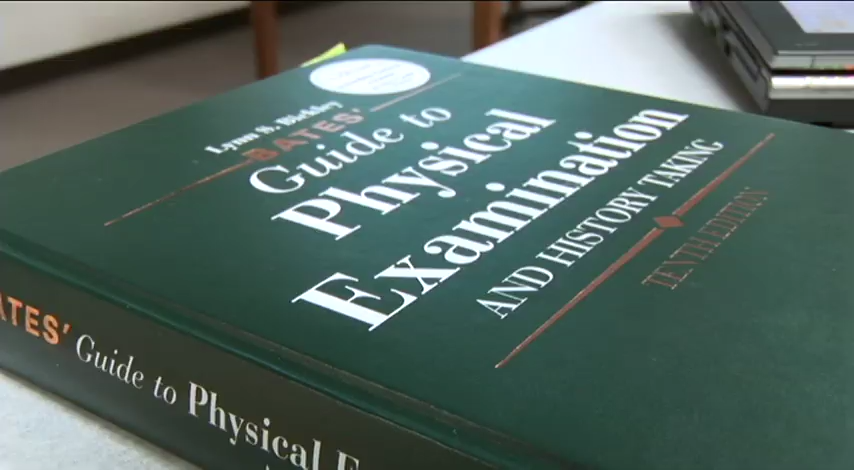 Lynn S. Bickley
BATES'
Guide to
Physical
Examination
AND HISTORY TAKING
TENTH EDITION
BATES' Guide to Physical E